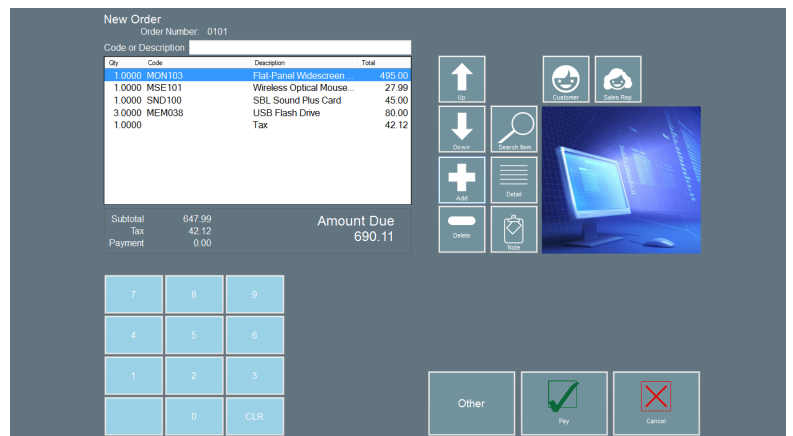 New Order
Order Number: 0101
Code or Description
Qty Code Description Total
1.0000 MON103 Flat-Panel Widescreen ... 495.00
1.0000 MSE101 Wireless Optical Mouse... 27.99
1.0000 SND100 SBL Sound Plus Card 45.00
3.0000 MEM038 USB Flash Drive 80.00
1.0000 Tax 42.12
Subtotal 647.99
Tax 42.12
Payment 0.00
Amount Due
690.11
Up
Customer
Sales Rep
Down
Search Item
Add
Detail
Delete
Note
7 8 9
4 5 6
1 2 3
. 0 CLR
Other
Pay
Cancel